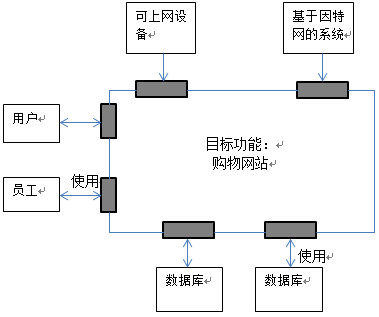 可上网设
备
基于因特
网的系统
用户
目标功能：
购物网站
员工
使用
使用
数据库
数据库